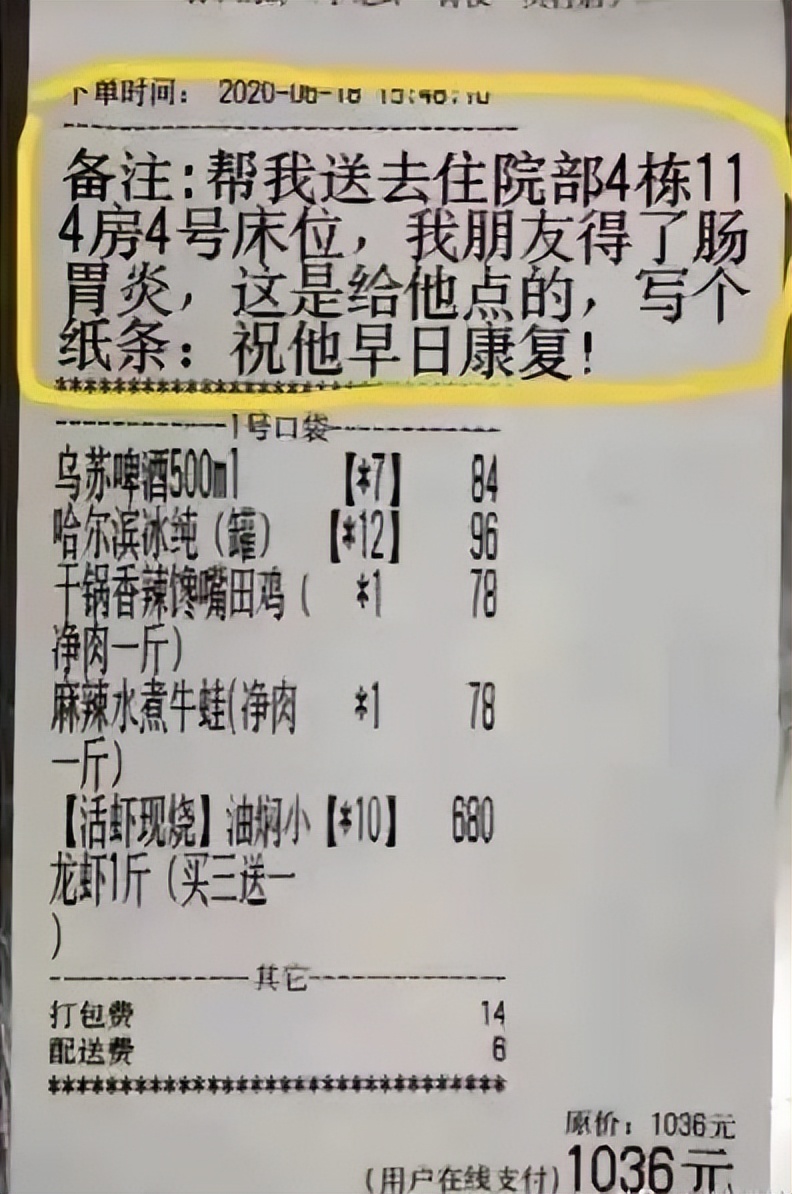 下单时间： 2020-06-18 15:48:10
备注:帮我送去住院部4栋11
4房4号床位，我朋友得了肠
胃炎，这是给他点的，写个
纸条：祝他早日康复!
*********************************
1号口袋
乌苏啤酒500ml 【*7】 84
哈尔滨冰纯（罐） 【*12】 96
干锅香辣馋嘴田鸡（ *1 78
净肉一斤）
麻辣水煮牛蛙(净肉 *1 78
一斤)
【活虾现烧】油焖小【*10】 680
龙虾1斤（买三送一
）
其它
打包费 14
配送费 6
*********************************
原价：1036元
(用户在线支付)1036元